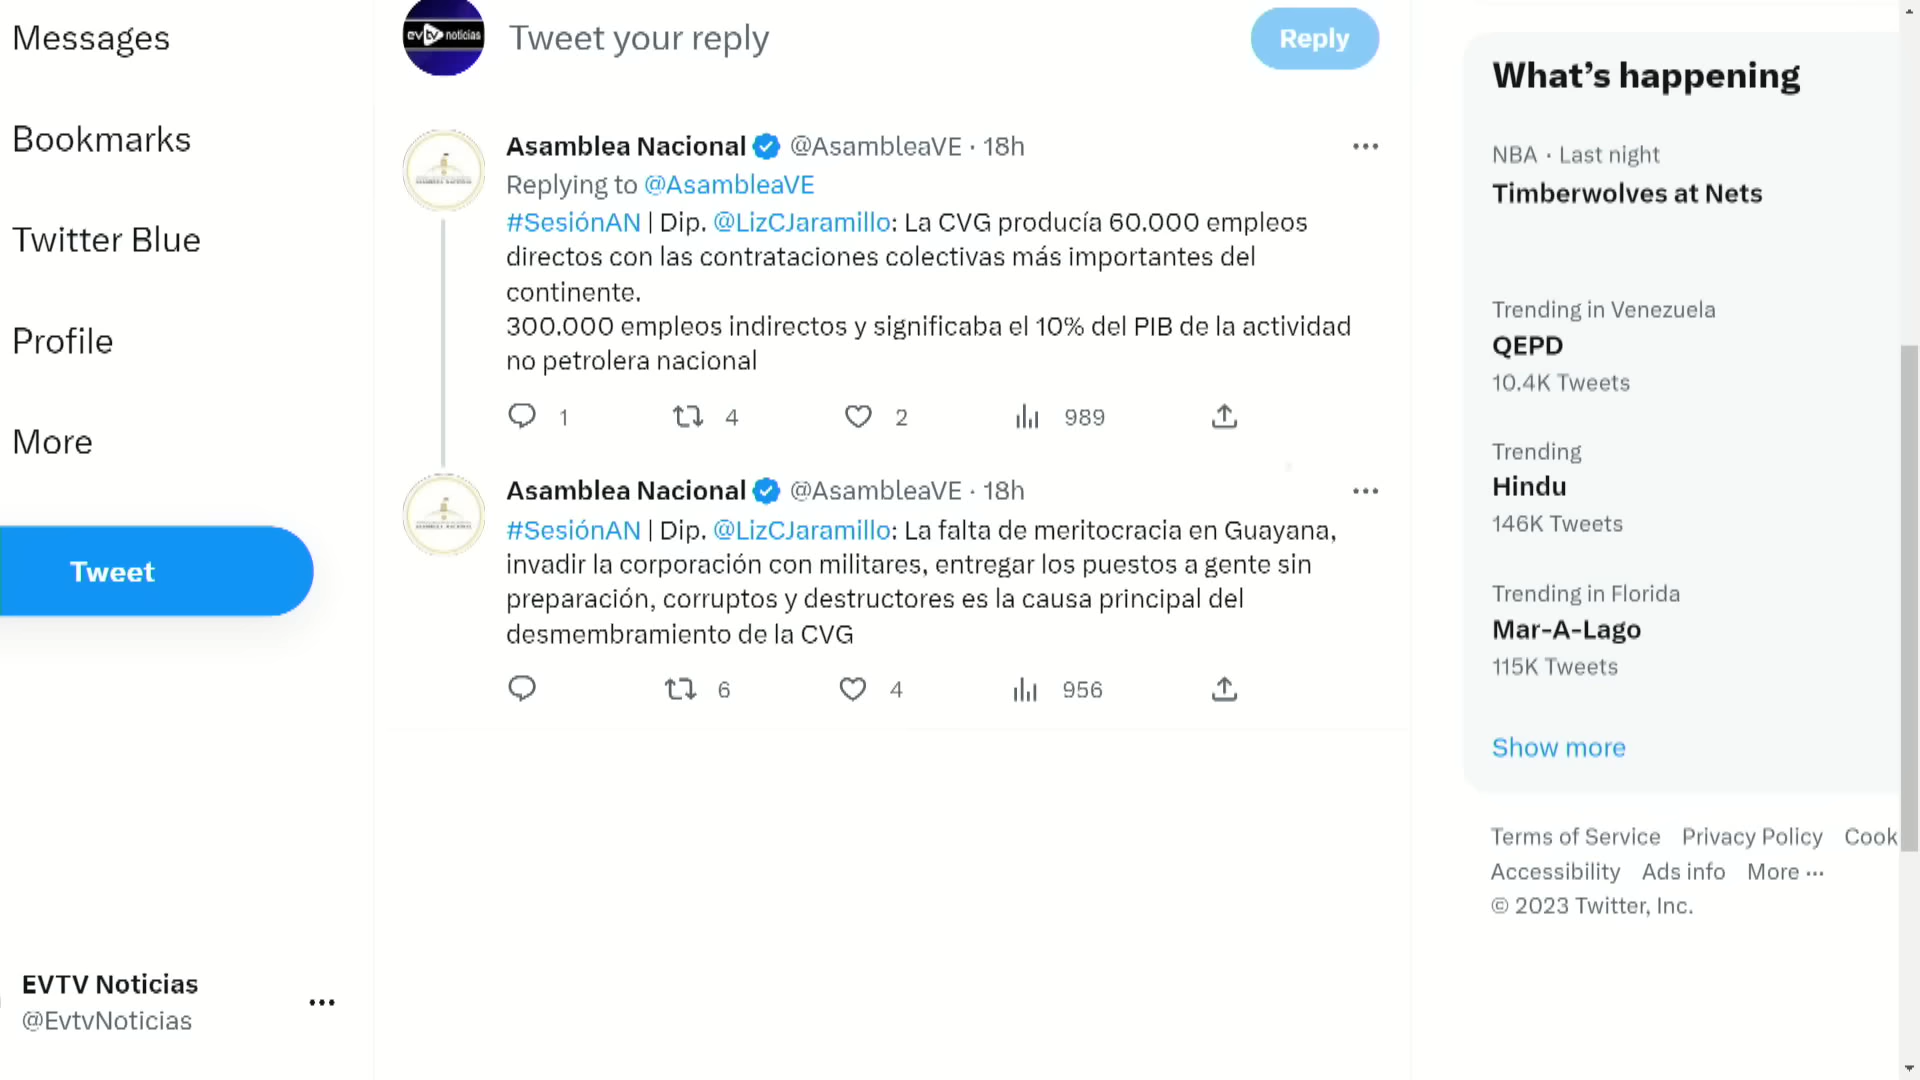 Messages
Bookmarks
Twitter Blue
Profile
More
Tweet
EVTV Noticias
@EvtvNoticias
evtv noticias
Tweet your reply
Reply
Asamblea Nacional @AsambleaVE · 18h
Replying to @AsambleaVE
#SesiónAN | Dip. @LizCJaramillo: La CVG producía 60.000 empleos
directos con las contrataciones colectivas más importantes del
continente.
300.000 empleos indirectos y significaba el 10% del PIB de la actividad
no petrolera nacional
1 4 2 989
Asamblea Nacional @AsambleaVE · 18h
#SesiónAN | Dip. @LizCJaramillo: La falta de meritocracia en Guayana,
invadir la corporación con militares, entregar los puestos a gente sin
preparación, corruptos y destructores es la causa principal del
desmembramiento de la CVG
6 4 956
What's happening
NBA · Last night
Timberwolves at Nets
Trending in Venezuela
QEPD
10.4K Tweets
Trending
Hindu
146K Tweets
Trending in Florida
Mar-A-Lago
115K Tweets
Show more
Terms of Service Privacy Policy Cook
Accessibility Ads info More ···
© 2023 Twitter, Inc.